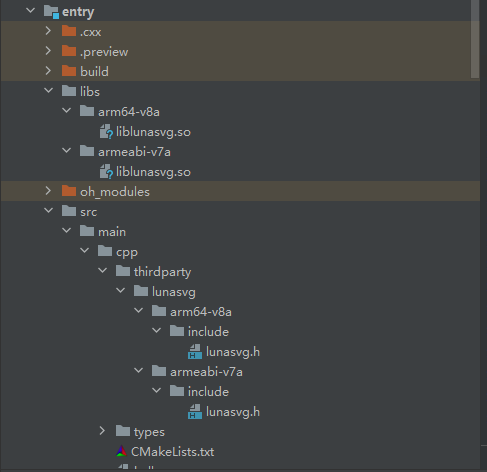 entry
.cxx
.preview
build
libs
arm64-v8a
liblunasvg.so
armeabi-v7a
liblunasvg.so
oh_modules
src
main
cpp
thirdparty
lunasvg
arm64-v8a
include
lunasvg.h
armeabi-v7a
include
lunasvg.h
types
CMakeLists.txt